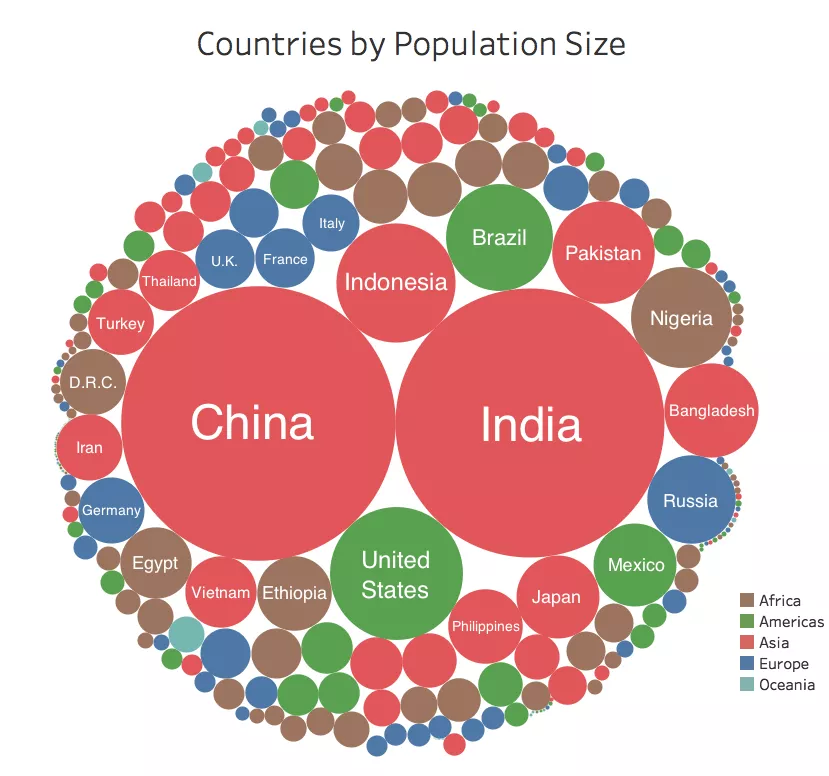 Countries by Population Size
Italy
Brazil
U.K.
France
Pakistan
Thailand
Indonesia
Turkey
Nigeria
D.R.C.
China
India
Bangladesh
Iran
Germany
Russia
Egypt
United
States
Mexico
Vietnam
Ethiopia
Japan
Philippines
Africa
Americas
Asia
Europe
Oceania